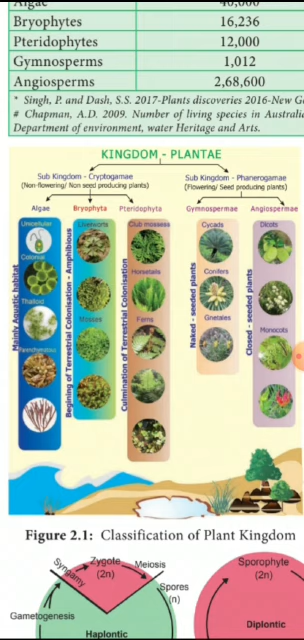 Algae 40,000
Bryophytes 16,236
Pteridophytes 12,000
Gymnosperms 1,012
Angiosperms 2,68,600
* Singh, P. and Dash, S.S. 2017-Plants discoveries 2016-New Ge
# Chapman, A.D. 2009. Number of living species in Australia
Department of environment, water Heritage and Arts.
KINGDOM - PLANTAE
Sub Kingdom - Cryptogamae
(Non-flowering/ Non seed producing plants)
Sub Kingdom - Phanerogamae
(Flowering/ Seed producing plants)
Algae Bryophyta Pteridophyta Gymnospermae Angiospermae
Mainly Aquatic habitat
Unicellular
Colonial
Thalloid
Begining of Terrestrial Colonisation - Amphibious
Liverworts
Mosses
Culmination of Terrestrial Colonisation
Club mosses
Horsetails
Ferns
Naked - seeded plants
Cycads
Conifers
Gnetales
Closed - seeded plants
Dicots
Monocots
Figure 2.1: Classification of Plant Kingdom
Syngamy
Zygote
(2n)
Meiosis
Spores
(n)
Gametogenesis
Haplontic
Sporophyte
(2n)
Diplontic